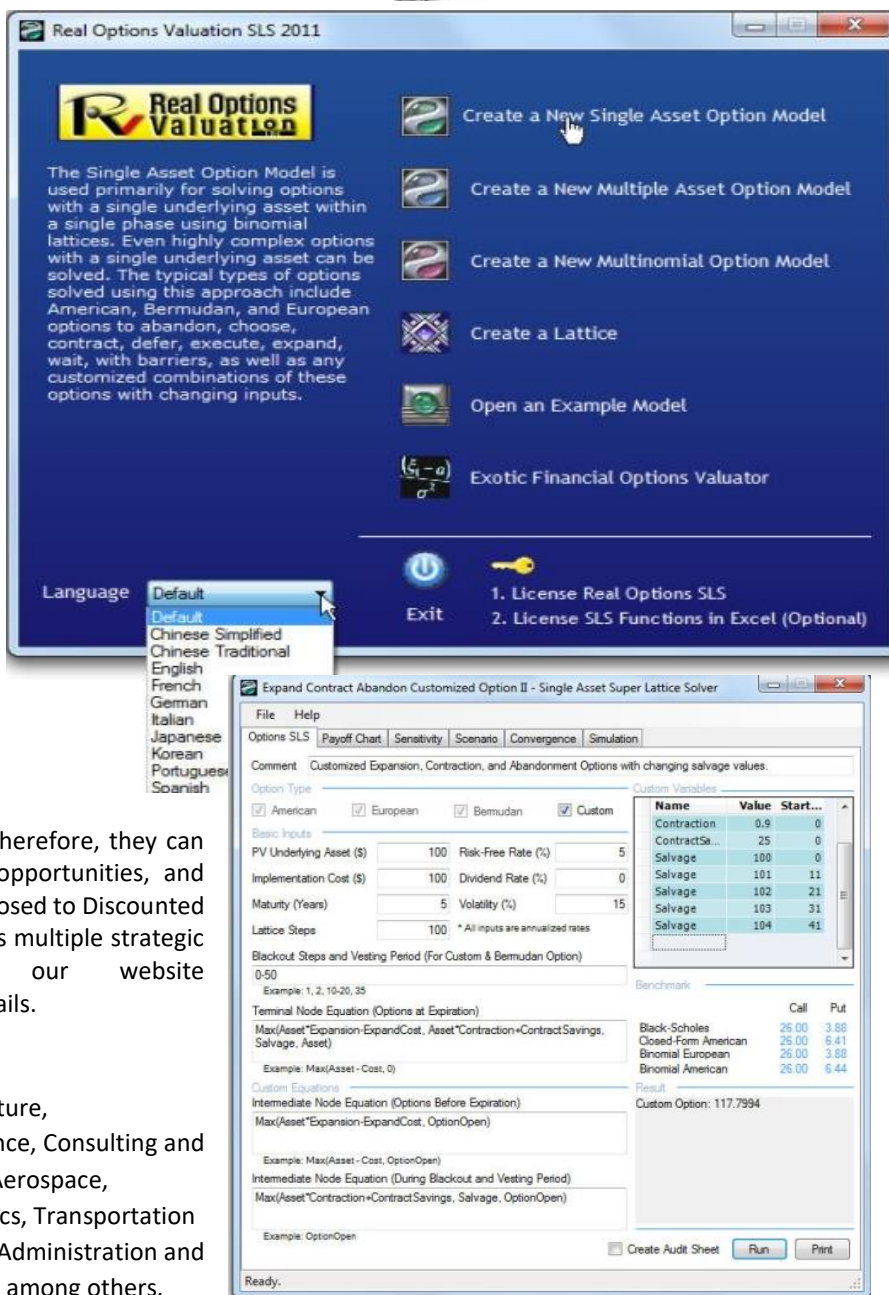 Real Options Valuation SLS 2011
Real Options
Valuation
The Single Asset Option Model is
used primarily for solving options
with a single underlying asset within
a single phase using binomial
lattices. Even highly complex options
with a single underlying asset can be
solved. The typical types of options
solved using this approach include
American, Bermudan, and European
options to abandon, choose,
contract, defer, execute, expand,
wait, with barriers, as well as any
customized combinations of these
options with changing inputs.
Create a New Single Asset Option Model
Create a New Multiple Asset Option Model
Create a New Multinomial Option Model
Create a Lattice
Open an Example Model
Exotic Financial Options Valuator
Exit
1. License Real Options SLS
2. License SLS Functions in Excel (Optional)
Language Default
Default
Chinese Simplified
Chinese Traditional
English
French
German
Italian
Japanese
Korean
Portuguese
Spanish
herefore, they can
opportunities, and
osed to Discounted
s multiple strategic
our website
ails.
ture,
nce, Consulting and
Aerospace,
cs, Transportation
Administration and
among others.
Expand Contract Abandon Customized Option II - Single Asset Super Lattice Solver
File Help
Options SLS Payoff Chart Sensitivity Scenario Convergence Simulation
Comment Customized Expansion, Contraction, and Abandonment Options with changing salvage values.
Option Type
American European Bermudan Custom
Basic Inputs
PV Underlying Asset ($) 100 Risk-Free Rate (%) 5
Implementation Cost ($) 100 Dividend Rate (%) 0
Maturity (Years) 5 Volatility (%) 15
Lattice Steps 100 * All inputs are annualized rates
Blackout Steps and Vesting Period (For Custom & Bermudan Option)
0-50
Example: 1, 2, 10-20, 35
Terminal Node Equation (Options at Expiration)
Max(Asset*Expansion-ExpandCost, Asset*Contraction+ContractSavings,
Salvage, Asset)
Example: Max(Asset - Cost, 0)
Custom Equations
Intermediate Node Equation (Options Before Expiration)
Max(Asset*Expansion-ExpandCost, OptionOpen)
Example: Max(Asset - Cost, OptionOpen)
Intermediate Node Equation (During Blackout and Vesting Period)
Max(Asset*Contraction+ContractSavings, Salvage, OptionOpen)
Example: OptionOpen
Custom Variables
Name Value Start...
Contraction 0.9 0
ContractSa... 25 0
Salvage 100 0
Salvage 101 11
Salvage 102 21
Salvage 103 31
Salvage 104 41
Benchmark
Call Put
Black-Scholes 26.00 3.88
Closed-Form American 26.00 6.41
Binomial European 26.00 3.88
Binomial American 26.00 6.44
Result
Custom Option: 117.7994
Create Audit Sheet Run Print
Ready.